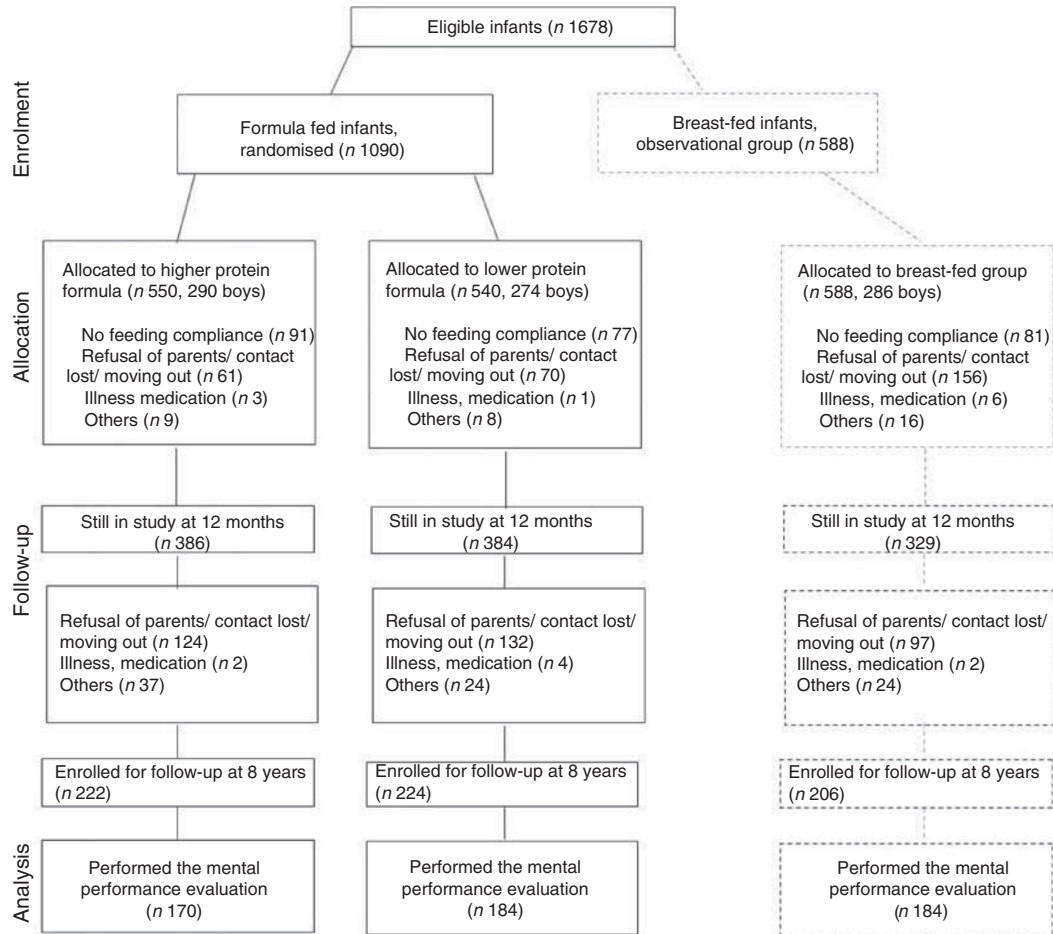 Eligible infants (n 1678)
Enrolment
Formula fed infants,
randomised (n 1090)
Breast-fed infants,
observational group (n 588)
Allocation
Allocated to higher protein
formula (n 550, 290 boys)
No feeding compliance (n 91)
Refusal of parents/ contact
lost/ moving out (n 61)
Illness medication (n 3)
Others (n 9)
Allocated to lower protein
formula (n 540, 274 boys)
No feeding compliance (n 77)
Refusal of parents/ contact
lost/ moving out (n 70)
Illness, medication (n 1)
Others (n 8)
Allocated to breast-fed group
(n 588, 286 boys)
No feeding compliance (n 81)
Refusal of parents/ contact
lost/ moving out (n 156)
Illness, medication (n 6)
Others (n 16)
Follow-up
Still in study at 12 months
(n 386)
Still in study at 12 months
(n 384)
Still in study at 12 months
(n 329)
Refusal of parents/ contact lost/
moving out (n 124)
Illness, medication (n 2)
Others (n 37)
Refusal of parents/ contact lost/
moving out (n 132)
Illness, medication (n 4)
Others (n 24)
Refusal of parents/ contact lost/
moving out (n 97)
Illness, medication (n 2)
Others (n 24)
Enrolled for follow-up at 8 years
(n 222)
Enrolled for follow-up at 8 years
(n 224)
Enrolled for follow-up at 8 years
(n 206)
Analysis
Performed the mental
performance evaluation
(n 170)
Performed the mental
performance evaluation
(n 184)
Performed the mental
performance evaluation
(n 184)